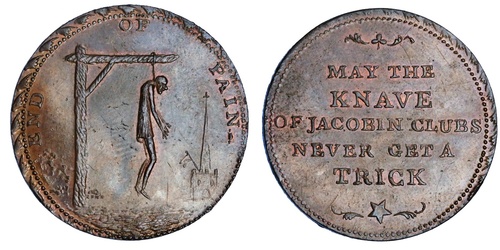 END OF PAIN
MAY THE
KNAVE
OF JACOBIN CLUBS
NEVER GET A
TRICK